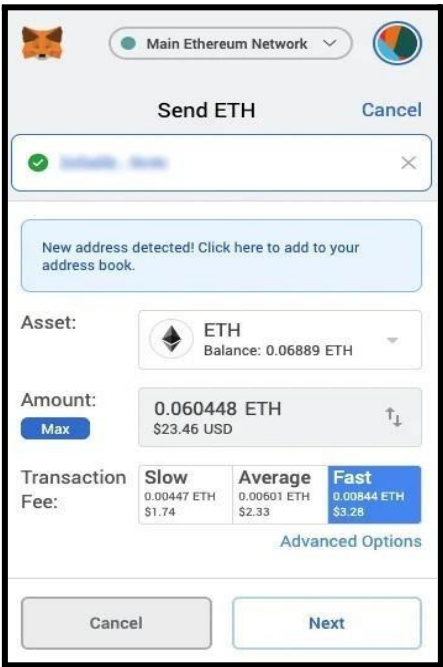 Main Ethereum Network
Send ETH
Cancel
New address detected! Click here to add to your
address book.
Asset:
ETH
Balance: 0.06889 ETH
Amount:
Max
0.060448 ETH
$23.46 USD
Transaction
Fee:
Slow
0.00447 ETH
$1.74
Average
0.00601 ETH
$2.33
Fast
0.00844 ETH
$3.28
Advanced Options
Cancel
Next